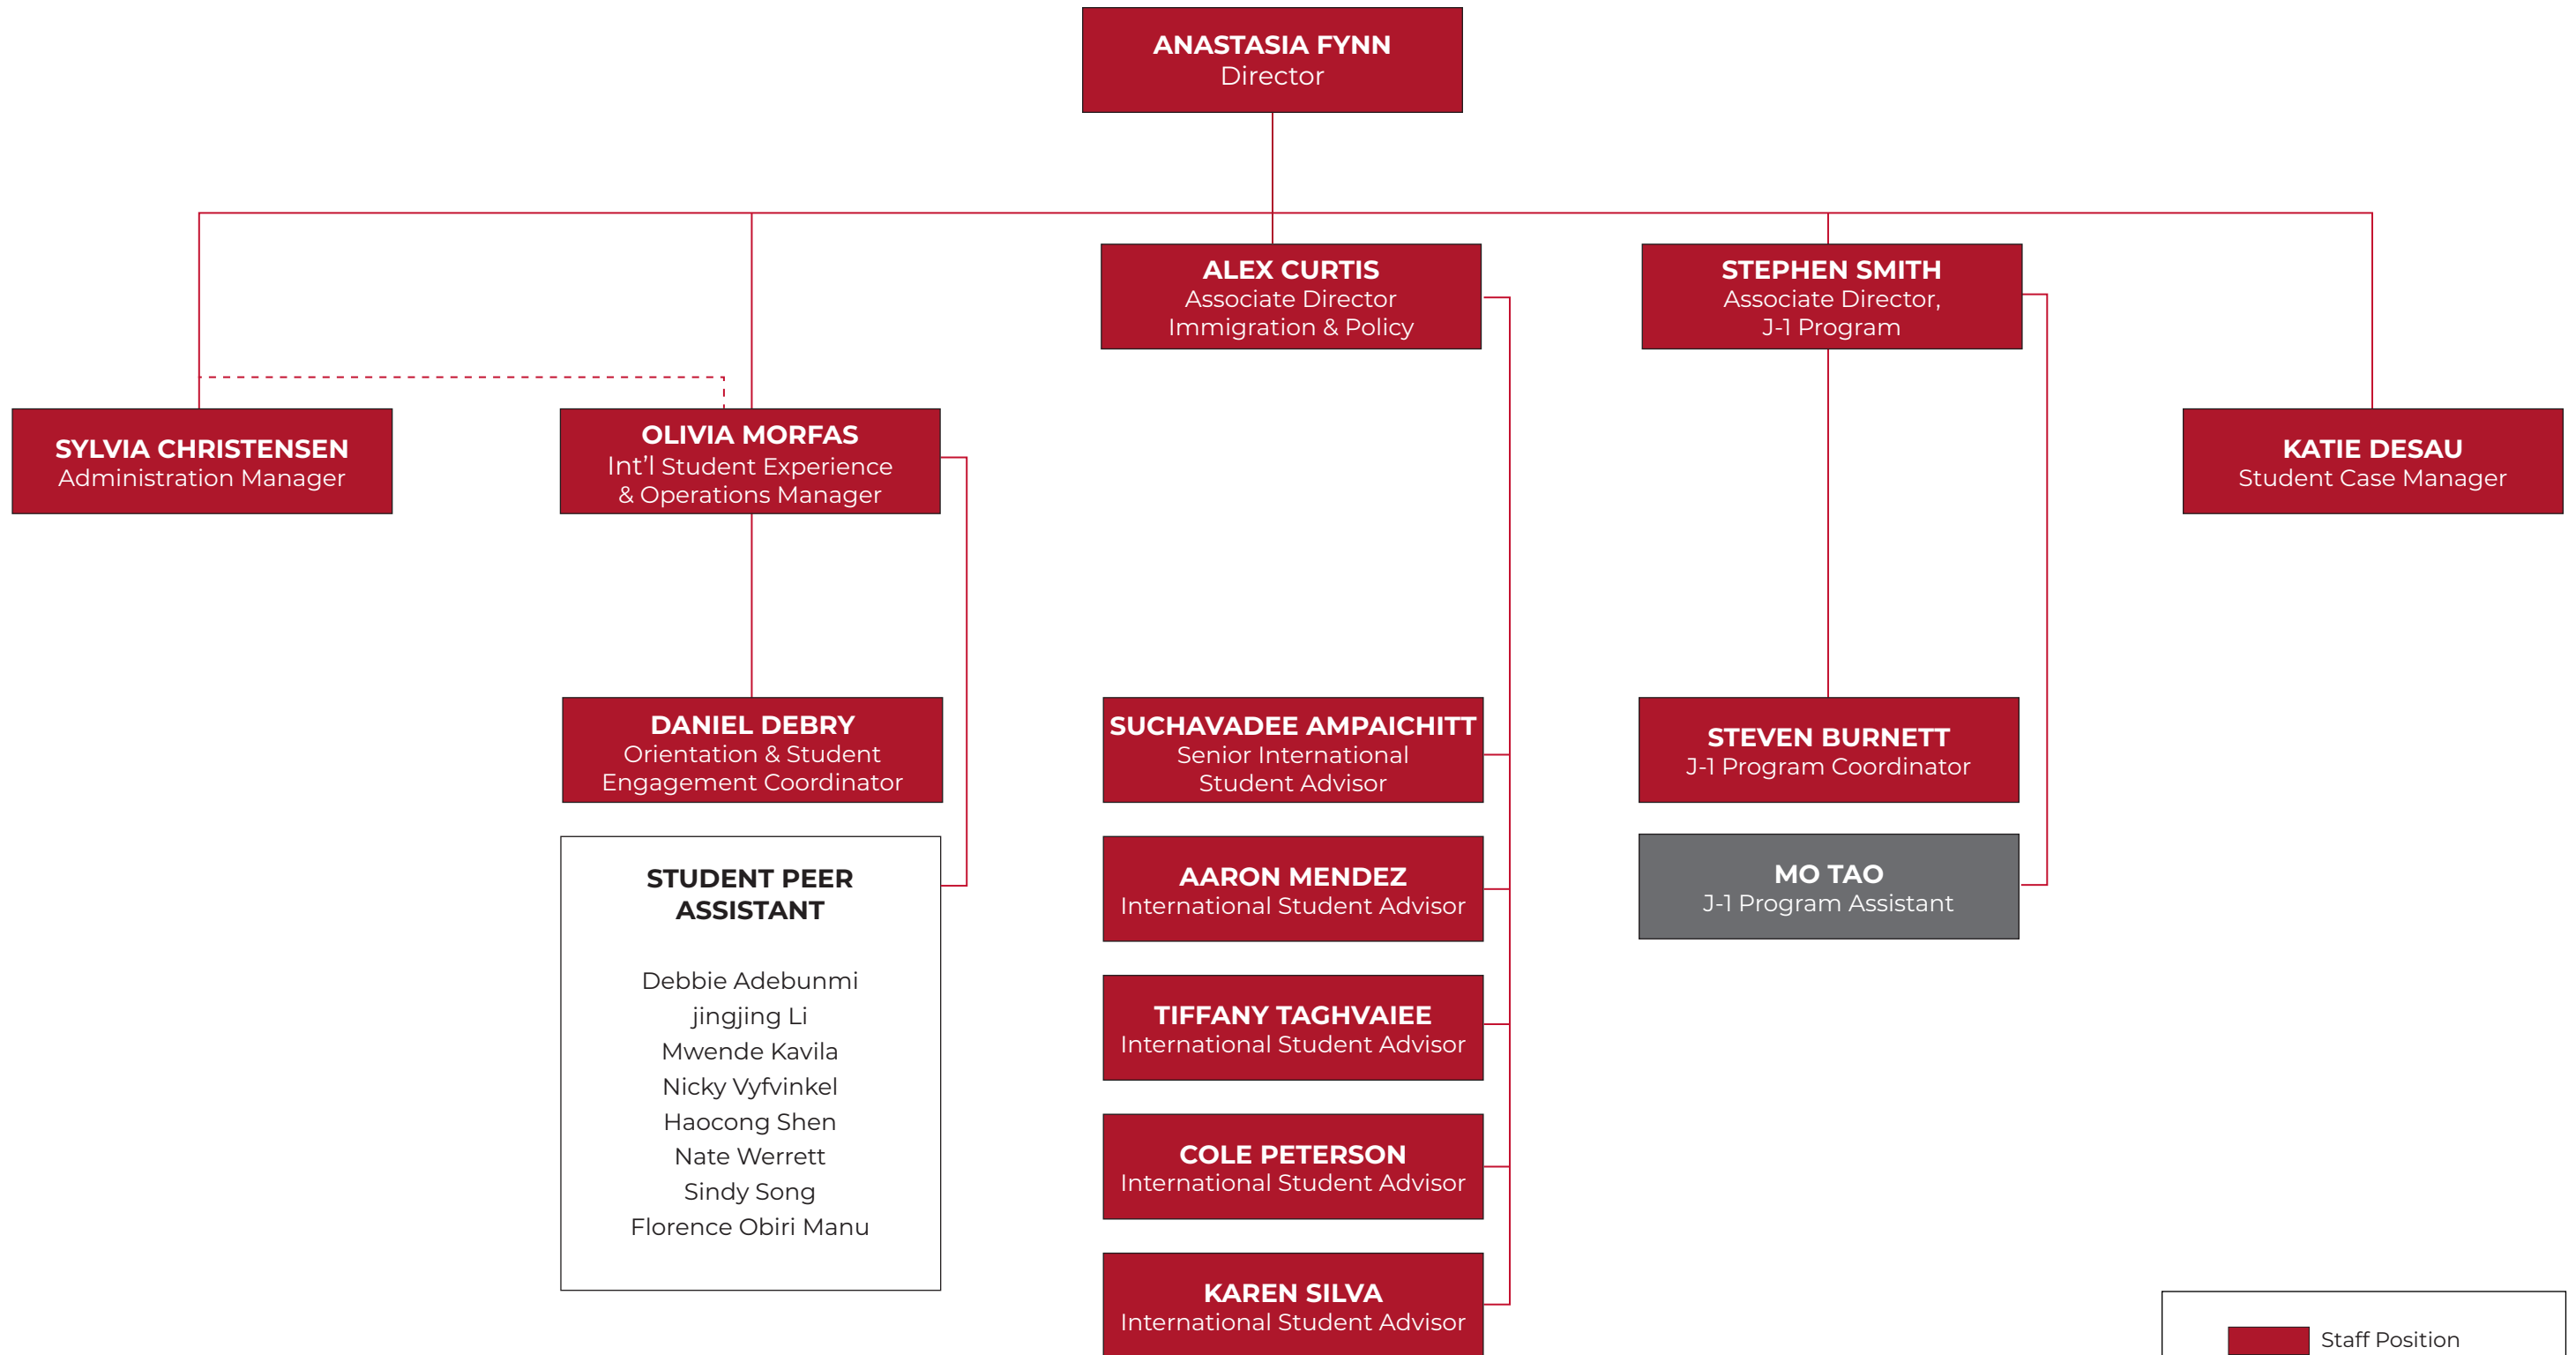 ANASTASIA FYNN
Director
ALEX CURTIS
Associate Director
Immigration & Policy
STEPHEN SMITH
Associate Director,
J-1 Program
SYLVIA CHRISTENSEN
Administration Manager
OLIVIA MORFAS
Int’l Student Experience
& Operations Manager
KATIE DESAU
Student Case Manager
DANIEL DEBRY
Orientation & Student
Engagement Coordinator
SUCHAVADEE AMPAICHITT
Senior International
Student Advisor
STEVEN BURNETT
J-1 Program Coordinator
STUDENT PEER
ASSISTANT
Debbie Adebunmi
jingjing Li
Mwende Kavila
Nicky Vyfvinkel
Haocong Shen
Nate Werrett
Sindy Song
Florence Obiri Manu
AARON MENDEZ
International Student Advisor
MO TAO
J-1 Program Assistant
TIFFANY TAGHVAIEE
International Student Advisor
COLE PETERSON
International Student Advisor
KAREN SILVA
International Student Advisor
Staff Position